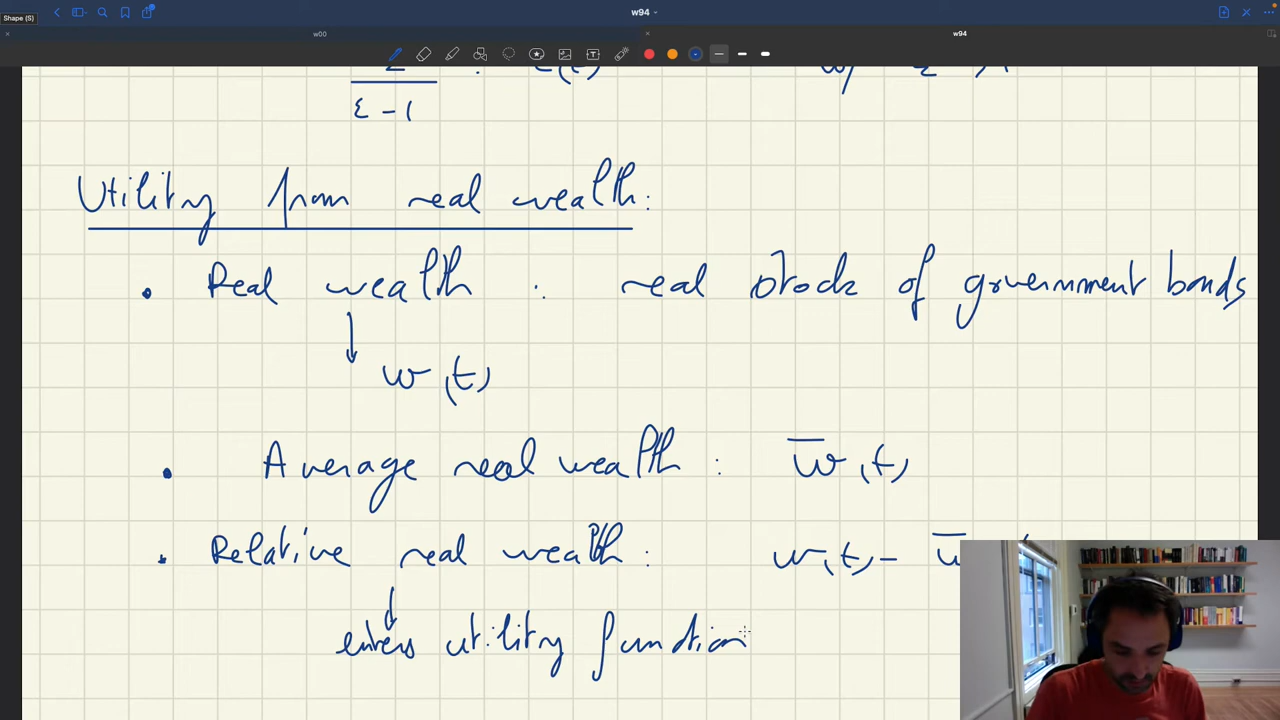 Shape (S)
w94
w00
w94
ε - 1
w/
Utility from real wealth:
• Real wealth : real stock of government bonds
w(t)
• Average real wealth : w̅(t)
• Relative real wealth : w(t) - w̅
enters utility function